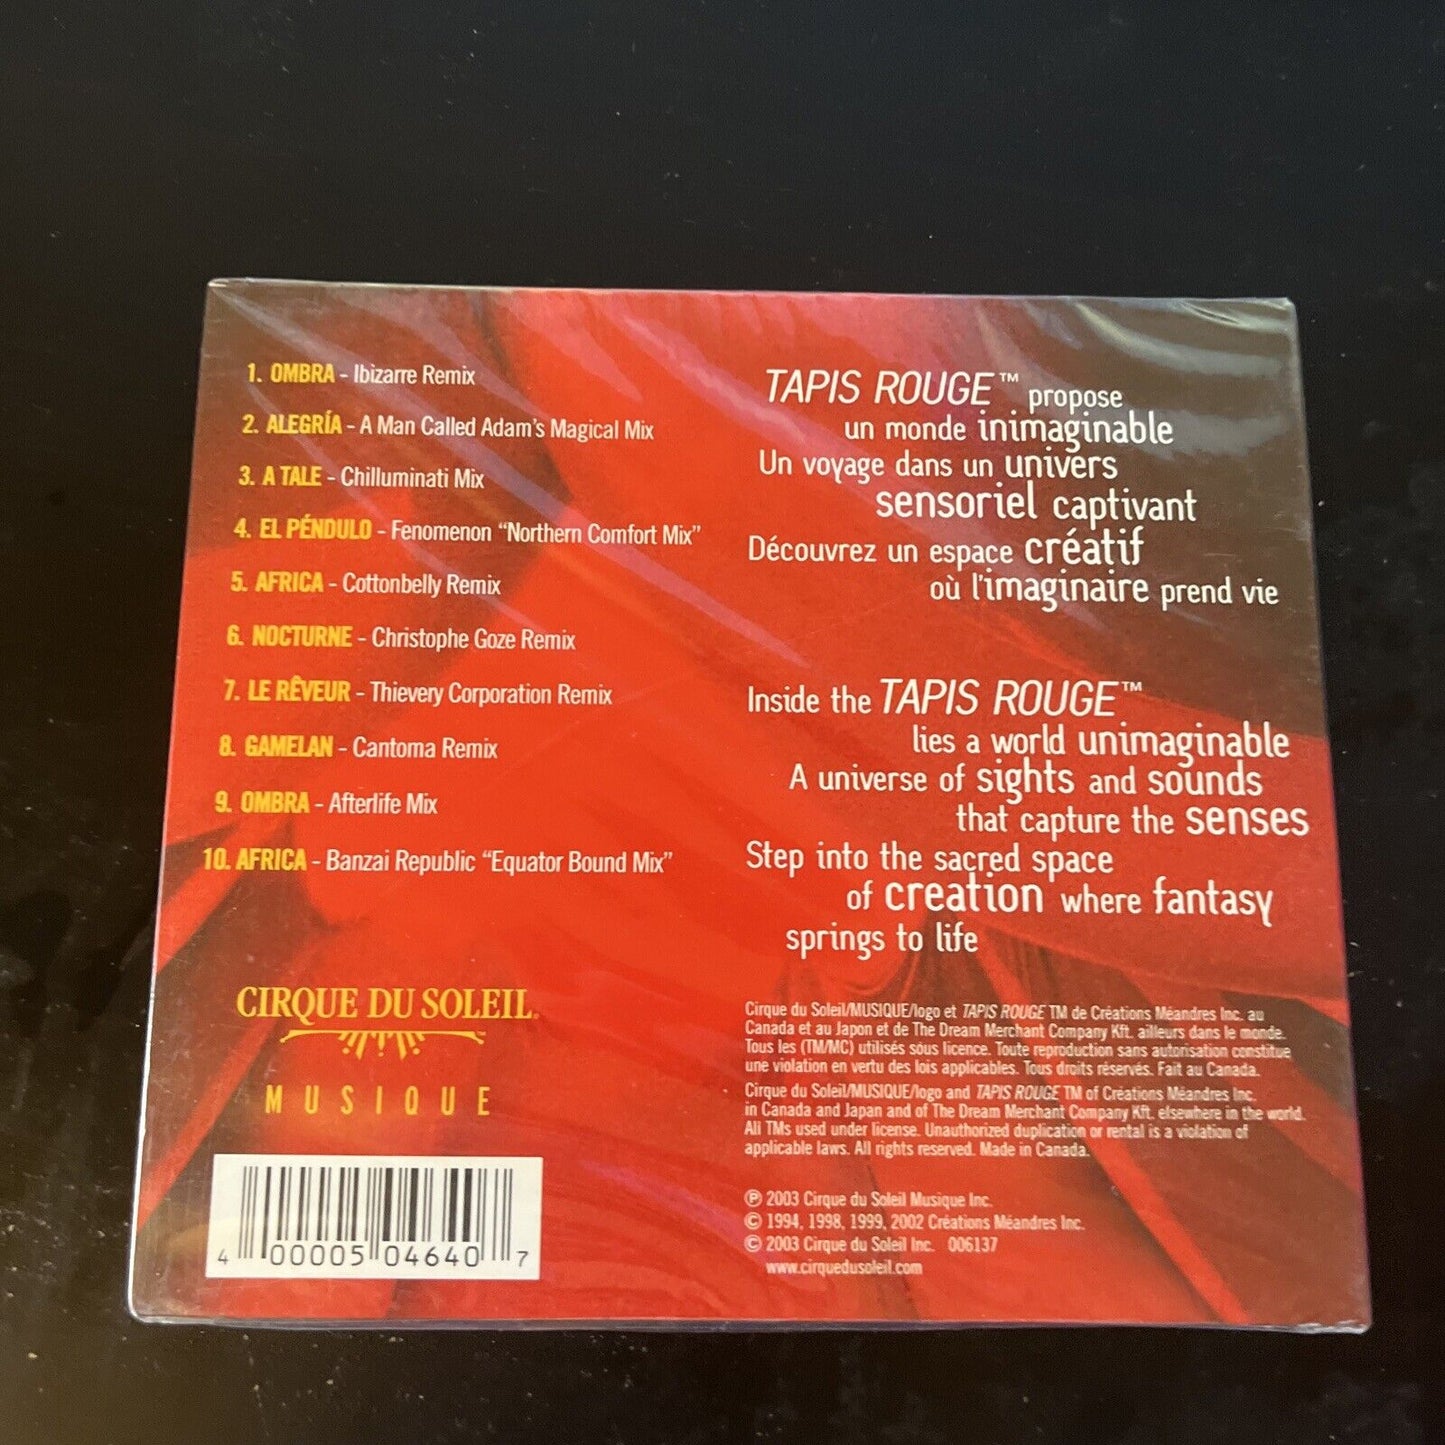 1. OMBRA - Ibizarre Remix
2. ALEGRÍA - A Man Called Adam's Magical Mix
3. A TALE - Chilluminati Mix
4. EL PÉNDULO - Fenomenon "Northern Comfort Mix"
5. AFRICA - Cottonbelly Remix
6. NOCTURNE - Christophe Goze Remix
7. LE RÊVEUR - Thievery Corporation Remix
8. GAMELAN - Cantoma Remix
9. OMBRA - Afterlife Mix
10. AFRICA - Banzai Republic "Equator Bound Mix"
CIRQUE DU SOLEIL®
MUSIQUE
4 00005 04640 7
TAPIS ROUGE™ propose
un monde inimaginable
Un voyage dans un univers
sensoriel captivant
Découvrez un espace créatif
où l'imaginaire prend vie
Inside the TAPIS ROUGE™
lies a world unimaginable
A universe of sights and sounds
that capture the senses
Step into the sacred space
of creation where fantasy
springs to life
Cirque du Soleil/MUSIQUE/logo et TAPIS ROUGE TM de Créations Méandres Inc. au
Canada et au Japon et de The Dream Merchant Company Kft. ailleurs dans le monde.
Tous les (TM/MC) utilisés sous licence. Toute reproduction sans autorisation constitue
une violation en vertu des lois applicables. Tous droits réservés. Fait au Canada.
Cirque du Soleil/MUSIQUE/logo and TAPIS ROUGE TM of Créations Méandres Inc.
in Canada and Japan and of The Dream Merchant Company Kft. elsewhere in the world.
All TMs used under license. Unauthorized duplication or rental is a violation of
applicable laws. All rights reserved. Made in Canada.
℗ 2003 Cirque du Soleil Musique Inc.
© 1994, 1998, 1999, 2002 Créations Méandres Inc.
© 2003 Cirque du Soleil Inc. 006137
www.cirquedusoleil.com